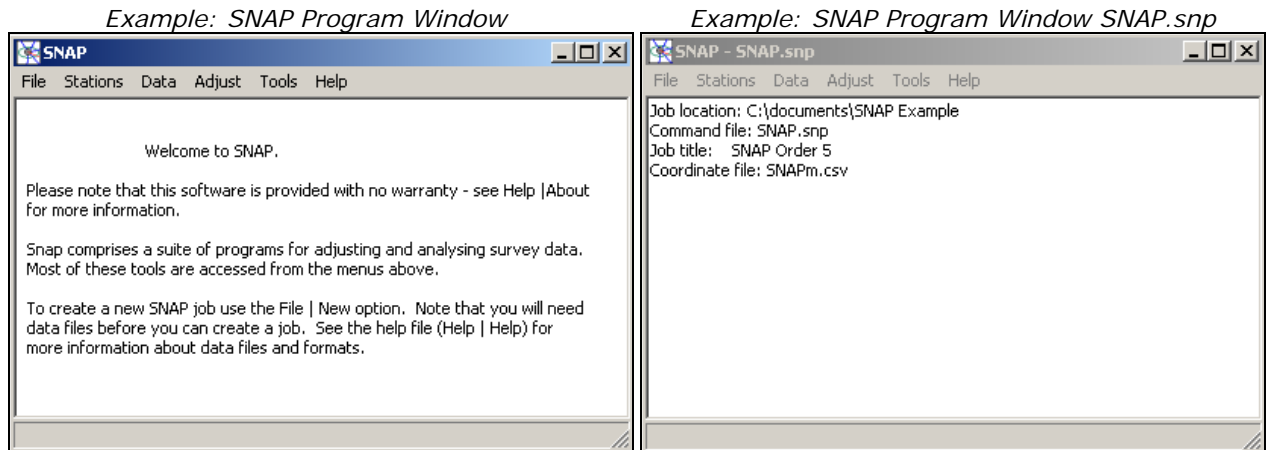 Example: SNAP Program Window
SNAP
File Stations Data Adjust Tools Help
Welcome to SNAP.
Please note that this software is provided with no warranty - see Help |About
for more information.
Snap comprises a suite of programs for adjusting and analysing survey data.
Most of these tools are accessed from the menus above.
To create a new SNAP job use the File | New option. Note that you will need
data files before you can create a job. See the help file (Help | Help) for
more information about data files and formats.
Example: SNAP Program Window SNAP.snp
SNAP - SNAP.snp
File Stations Data Adjust Tools Help
Job location: C:\documents\SNAP Example
Command file: SNAP.snp
Job title: SNAP Order 5
Coordinate file: SNAPm.csv